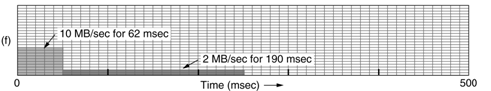 10 MB/sec for 62 msec
(f)
2 MB/sec for 190 msec
0 Time (msec) 500